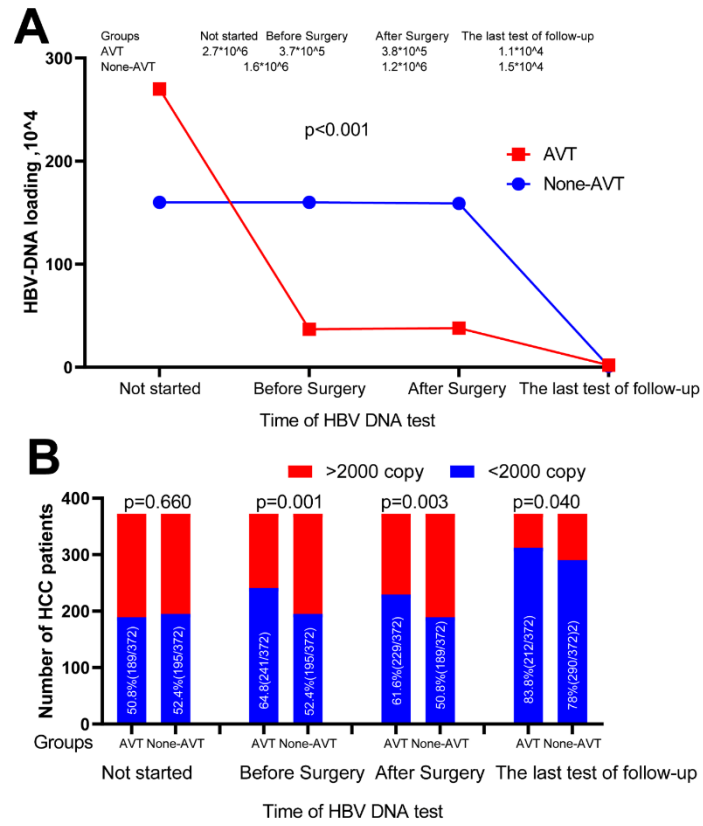 A
Groups Not started Before Surgery After Surgery The last test of follow-up
AVT 2.7*10^6 3.7*10^5 3.8*10^5 1.1*10^4
None-AVT 1.6*10^6 1.2*10^6 1.5*10^4
HBV-DNA loading ,10^4
300
200
100
0
p<0.001
AVT
None-AVT
Not started Before Surgery After Surgery The last test of follow-up
Time of HBV DNA test
B
>2000 copy <2000 copy
p=0.660 p=0.001 p=0.003 p=0.040
Number of HCC patients
400
300
200
100
0
50.8%(189/372)
52.4%(195/372)
64.8(241/372)
52.4%(195/372)
61.6%(229/372)
50.8%(189/372)
83.8%(212/372)
78%(290/372)2)
Groups AVT None-AVT AVT None-AVT AVT None-AVT AVT None-AVT
Not started Before Surgery After Surgery The last test of follow-up
Time of HBV DNA test